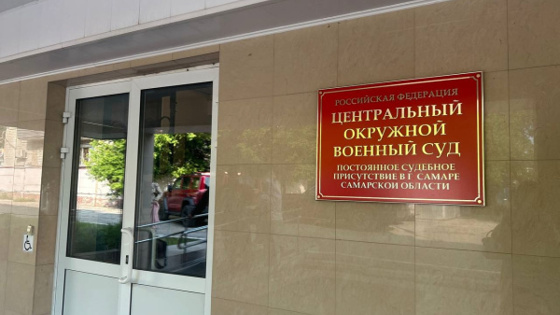 РОССИЙСКАЯ ФЕДЕРАЦИЯ
ЦЕНТРАЛЬНЫЙ
ОКРУЖНОЙ
ВОЕННЫЙ СУД
ПОСТОЯННОЕ СУДЕБНОЕ
ПРИСУТСТВИЕ В Г САМАРЕ
САМАРСКОЙ ОБЛАСТИ